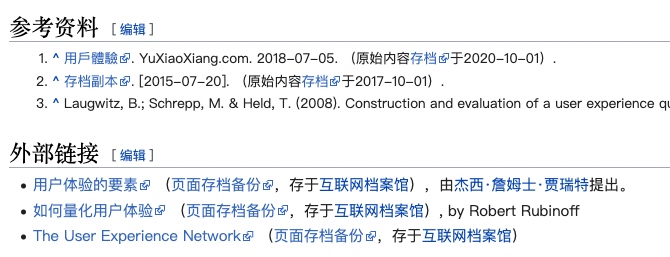 参考资料 [编辑]
1. ^ 用戶體驗. YuXiaoXiang.com. 2018-07-05. （原始内容存档于2020-10-01）.
2. ^ 存档副本. [2015-07-20]. （原始内容存档于2017-10-01）.
3. ^ Laugwitz, B.; Schrepp, M. & Held, T. (2008). Construction and evaluation of a user experience
外部链接 [编辑]
• 用户体验的要素 （页面存档备份，存于互联网档案馆），由杰西·詹姆士·贾瑞特提出。
• 如何量化用户体验 （页面存档备份，存于互联网档案馆）, by Robert Rubinoff
• The User Experience Network （页面存档备份，存于互联网档案馆）